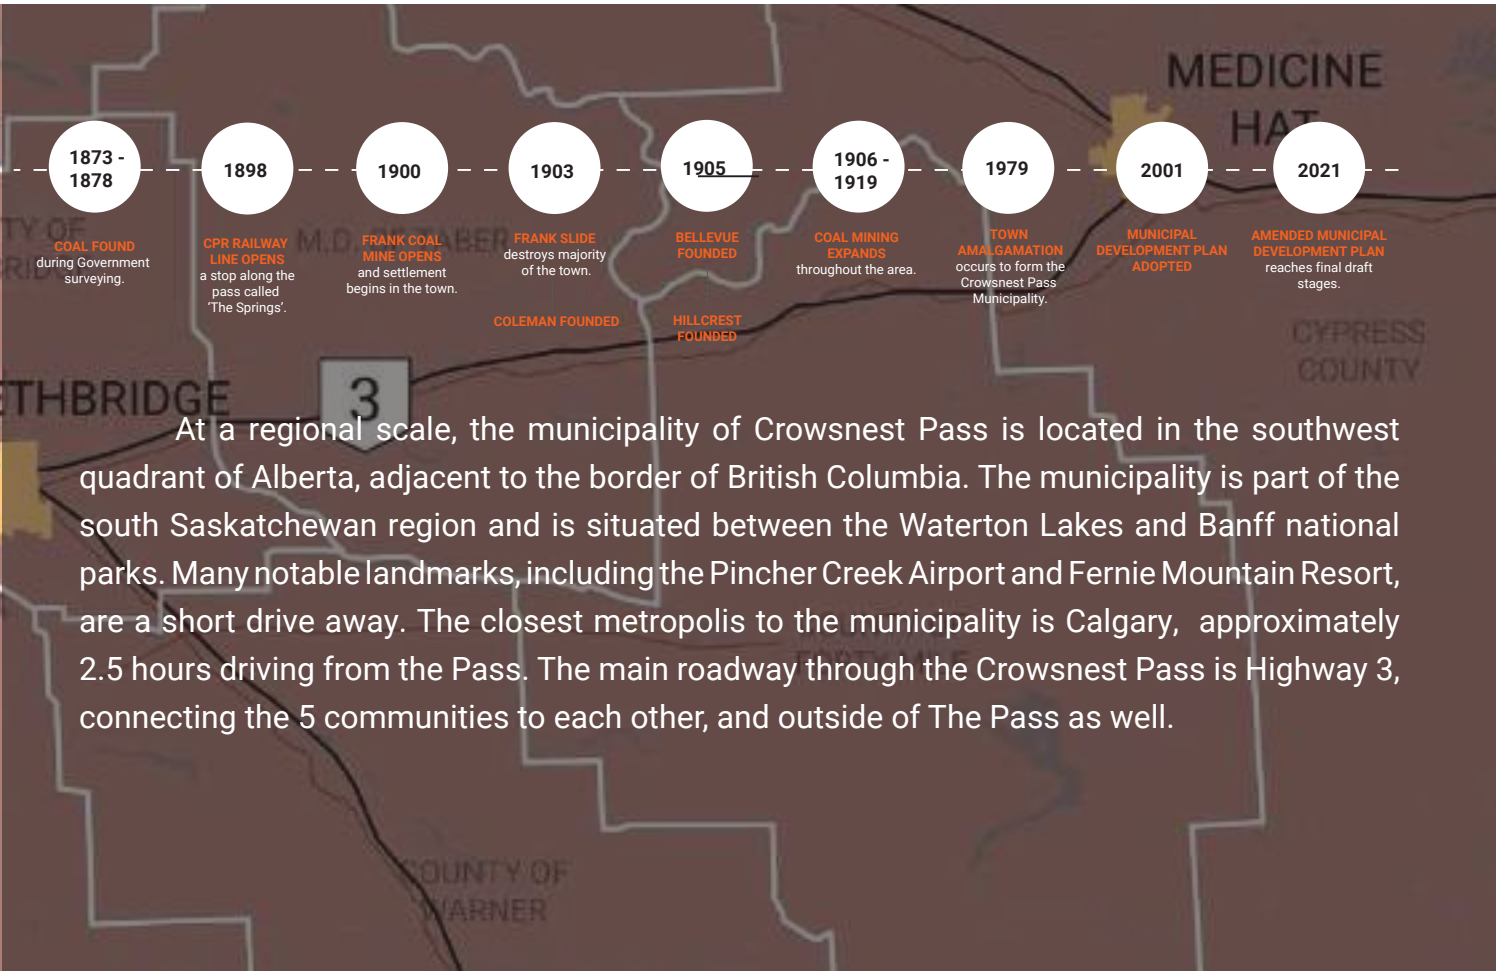 MEDICINE
HAT
1873 -
1878
1898
1900
1903
1905
1906 -
1919
1979
2001
2021
COAL FOUND
during Government
surveying.
CPR RAILWAY
LINE OPENS
a stop along the
pass called
‘The Springs’.
FRANK COAL
MINE OPENS
and settlement
begins in the town.
FRANK SLIDE
destroys majority
of the town.
COLEMAN FOUNDED
BELLEVUE
FOUNDED
HILLCREST
FOUNDED
COAL MINING
EXPANDS
throughout the area.
TOWN
AMALGAMATION
occurs to form the
Crowsnest Pass
Municipality.
MUNICIPAL
DEVELOPMENT PLAN
ADOPTED
AMENDED MUNICIPAL
DEVELOPMENT PLAN
reaches final draft
stages.
TY OF
M.D. OF TABER
CYPRESS
COUNTY
ETHBRIDGE
3
At a regional scale, the municipality of Crowsnest Pass is located in the southwest
quadrant of Alberta, adjacent to the border of British Columbia. The municipality is part of the
south Saskatchewan region and is situated between the Waterton Lakes and Banff national
parks. Many notable landmarks, including the Pincher Creek Airport and Fernie Mountain Resort,
are a short drive away. The closest metropolis to the municipality is Calgary, approximately
2.5 hours driving from the Pass. The main roadway through the Crowsnest Pass is Highway 3,
connecting the 5 communities to each other, and outside of The Pass as well.
FORTY MILE
COUNTY OF
WARNER